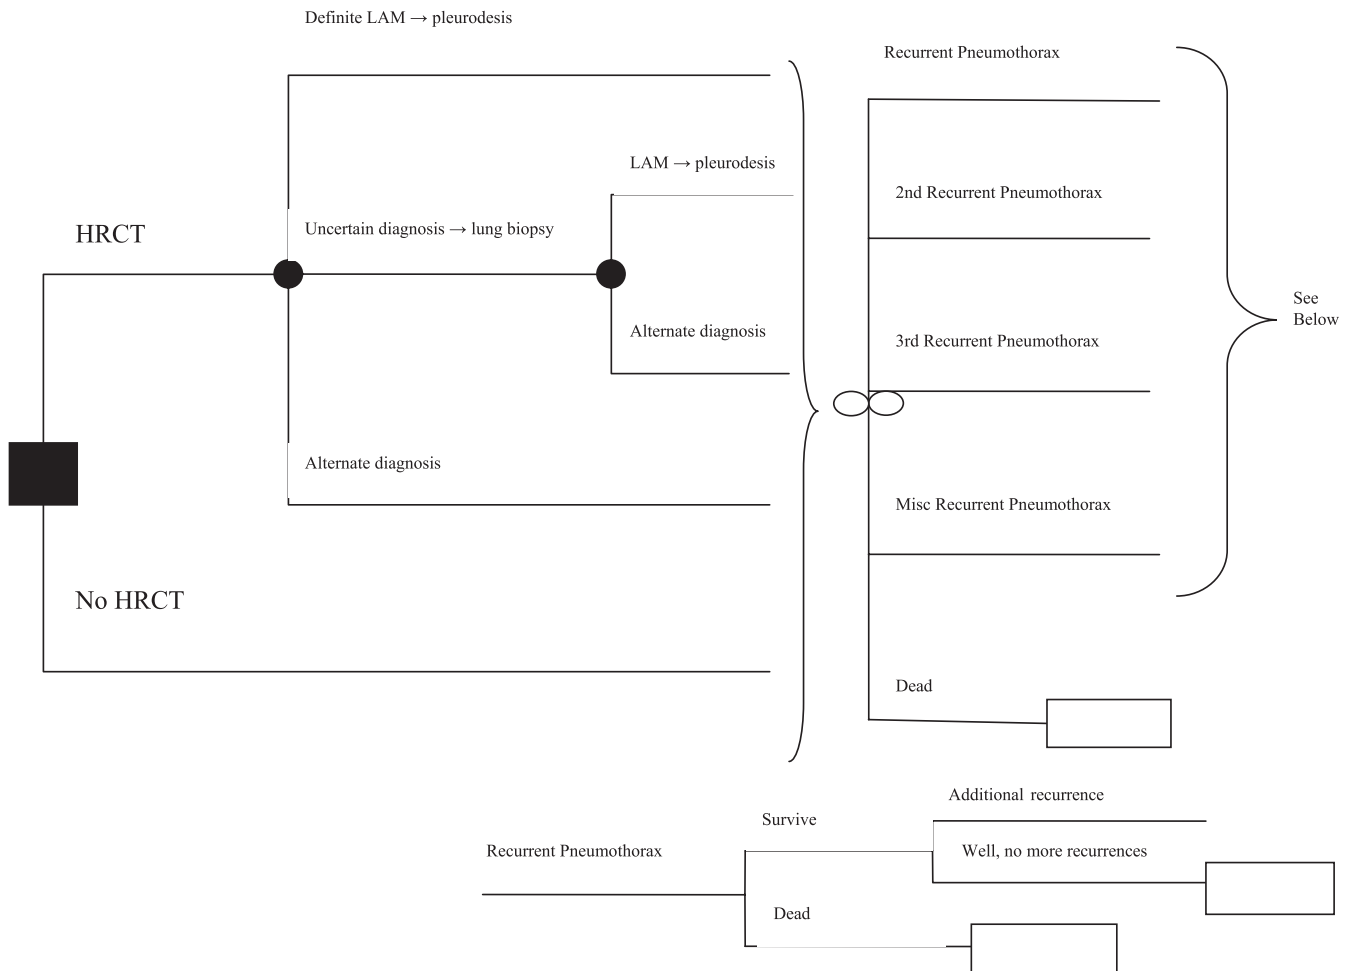 Definite LAM → pleurodesis
Recurrent Pneumothorax
LAM → pleurodesis
2nd Recurrent Pneumothorax
HRCT
Uncertain diagnosis → lung biopsy
See
Below
Alternate diagnosis
3rd Recurrent Pneumothorax
Alternate diagnosis
Misc Recurrent Pneumothorax
No HRCT
Dead
Additional recurrence
Survive
Recurrent Pneumothorax
Well, no more recurrences
Dead